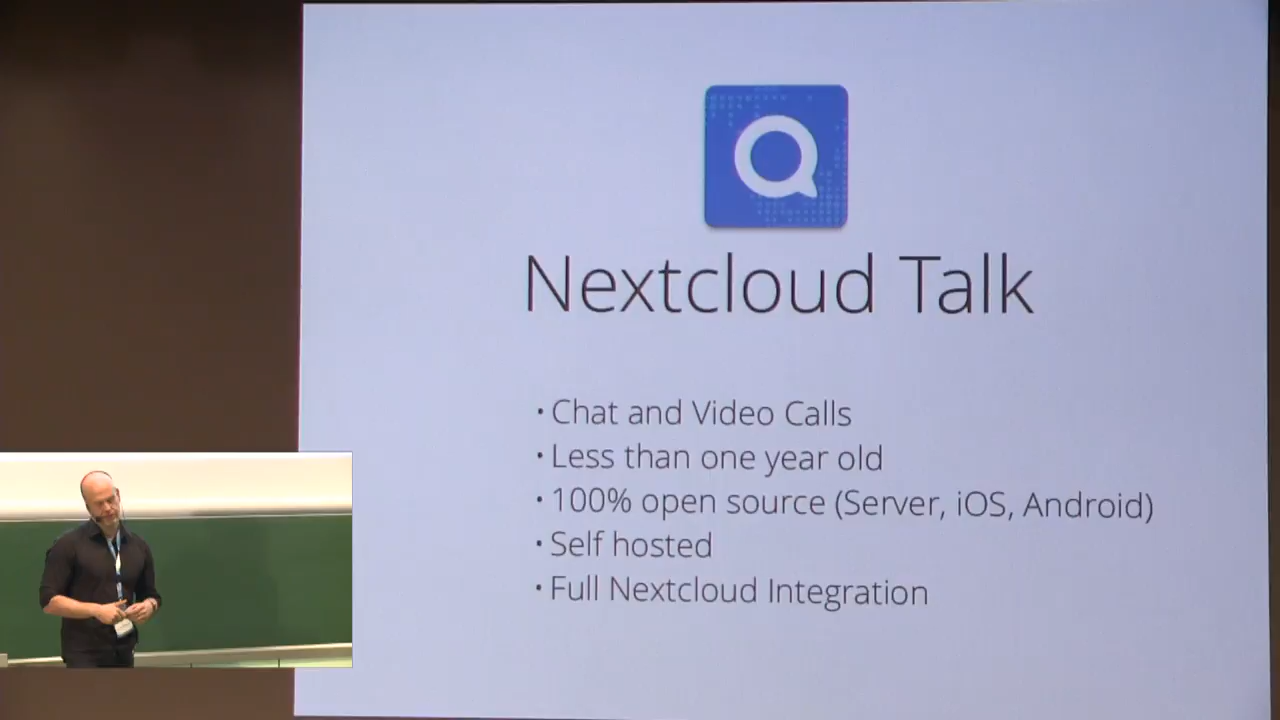 Nextcloud Talk
• Chat and Video Calls
• Less than one year old
• 100% open source (Server, iOS, Android)
• Self hosted
• Full Nextcloud Integration